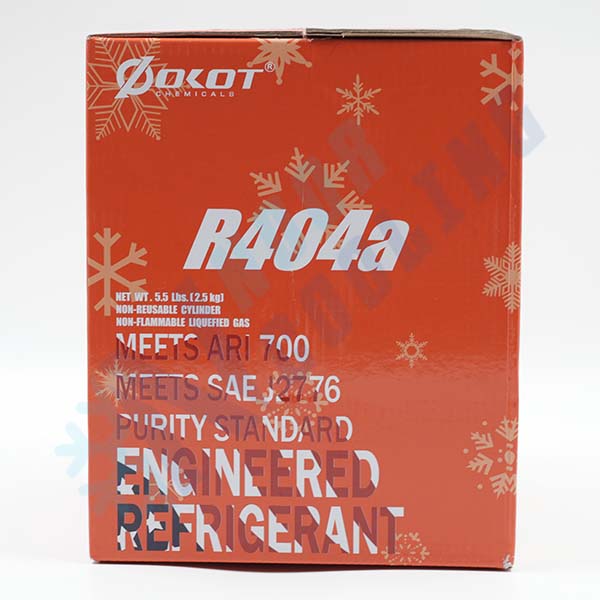 OKOT®
CHEMICALS
R404a
NET WT. 5.5 Lbs.(2.5 kg)
NON-REUSABLE CYLINDER
NON-FLAMMABLE LIQUEFIED GAS
MEETS ARI 700
MEETS SAE J2776
PURITY STANDARD
ENGINEERED
REFRIGERANT